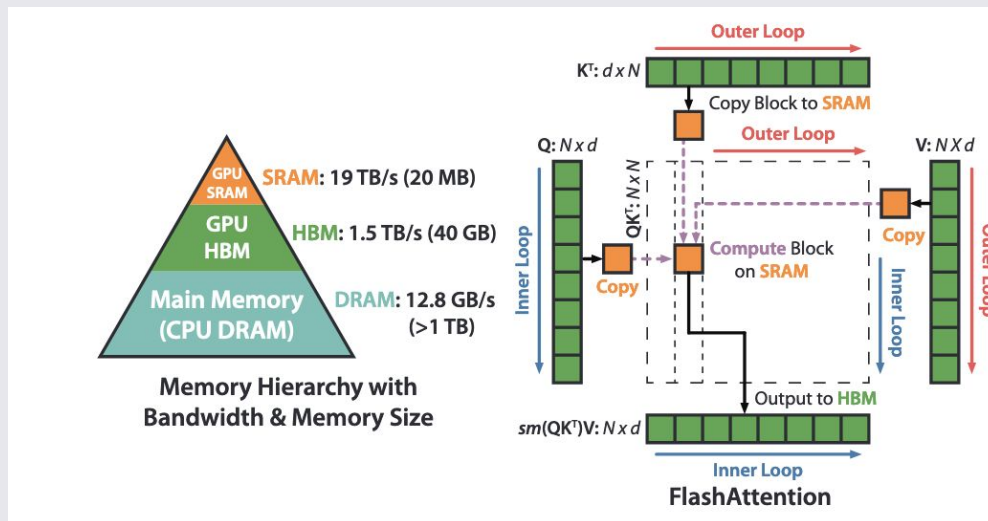 GPU
SRAM
SRAM: 19 TB/s (20 MB)
GPU
HBM
HBM: 1.5 TB/s (40 GB)
Main Memory
(CPU DRAM)
DRAM: 12.8 GB/s
(>1 TB)
Memory Hierarchy with
Bandwidth & Memory Size
Outer Loop
Kᵀ: d x N
Copy Block to SRAM
Outer Loop
Q: N x d
V: N X d
QKᵀ: N x N
Copy
Inner Loop
Copy
Compute Block
on SRAM
Inner Loop
Outer Loop
Output to HBM
sm(QKᵀ)V: N x d
Inner Loop
FlashAttention